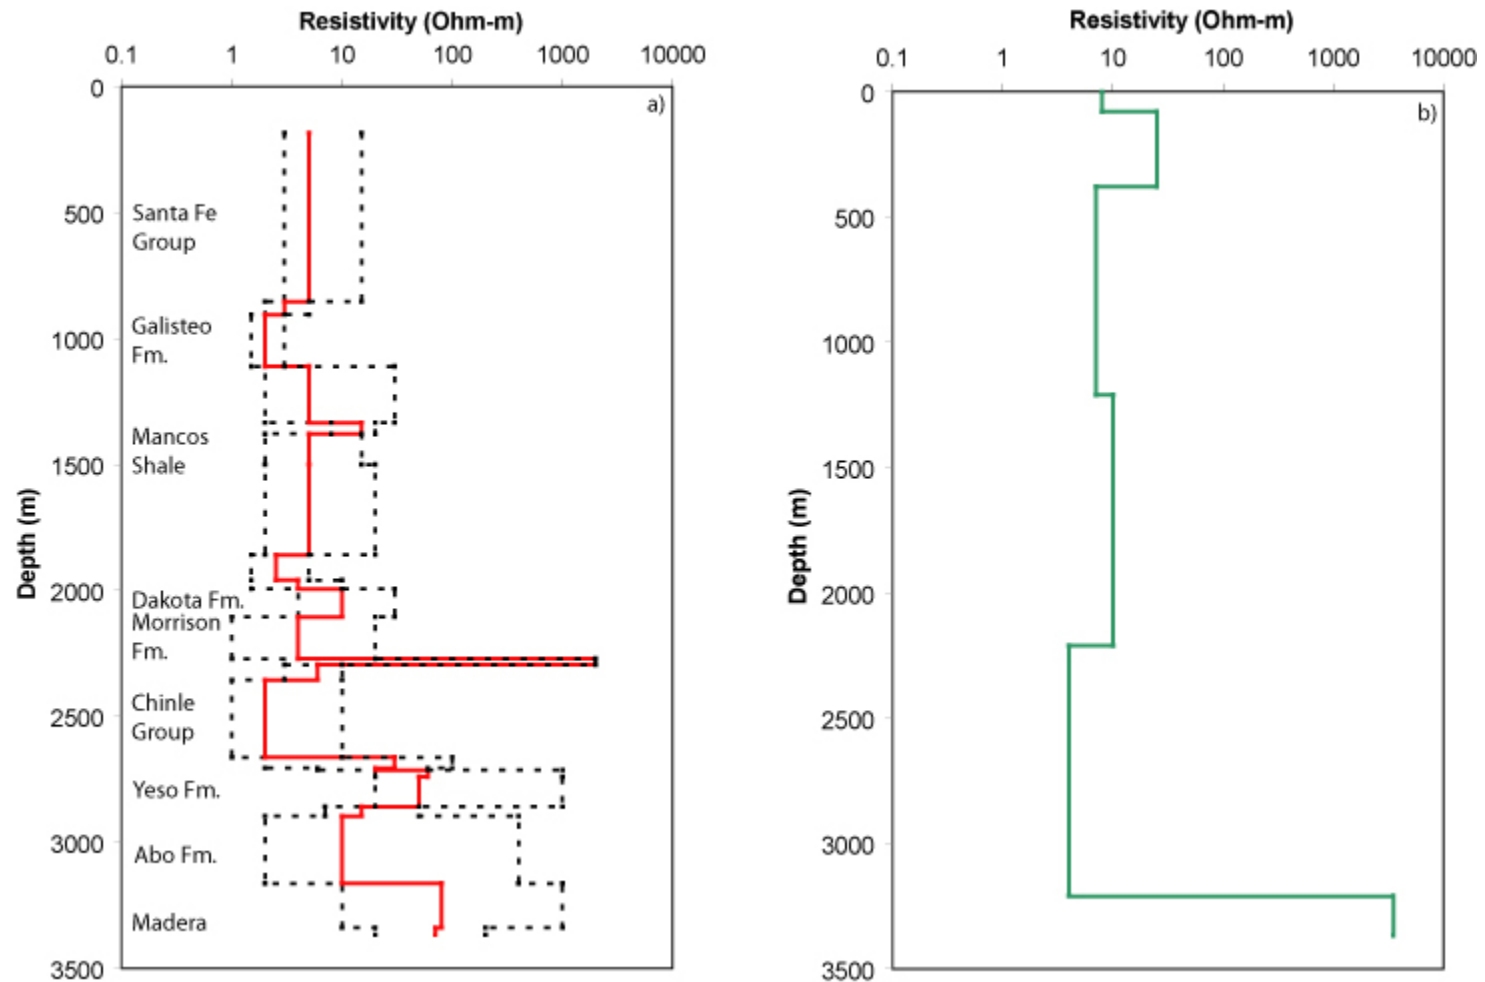 Resistivity (Ohm-m)
0.1 1 10 100 1000 10000
0
a)
Santa Fe
500
Group
Galisteo
1000
Fm.
Mancos
1500
Shale
Depth (m)
2000
Dakota Fm.
Morrison
Fm.
Chinle
2500
Group
Yeso Fm.
3000
Abo Fm.
Madera
3500
Resistivity (Ohm-m)
0.1 1 10 100 1000 10000
0
b)
500
1000
1500
Depth (m)
2000
2500
3000
3500